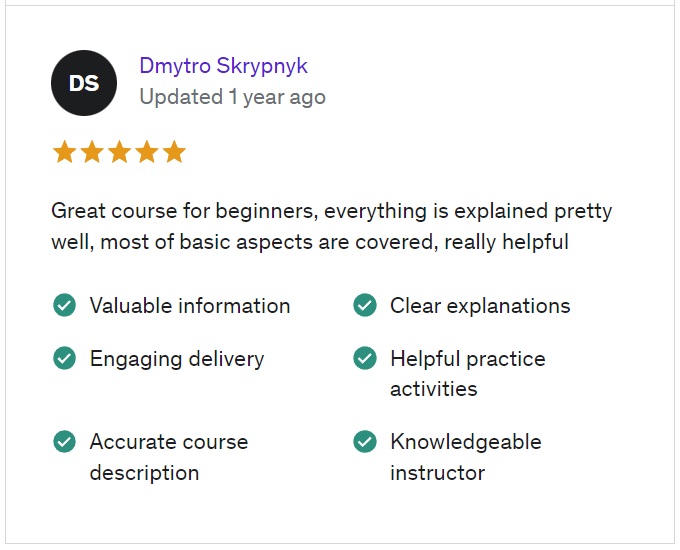 DS
Dmytro Skrypnyk
Updated 1 year ago
Great course for beginners, everything is explained pretty
well, most of basic aspects are covered, really helpful
Valuable information
Clear explanations
Engaging delivery
Helpful practice
activities
Accurate course
description
Knowledgeable
instructor